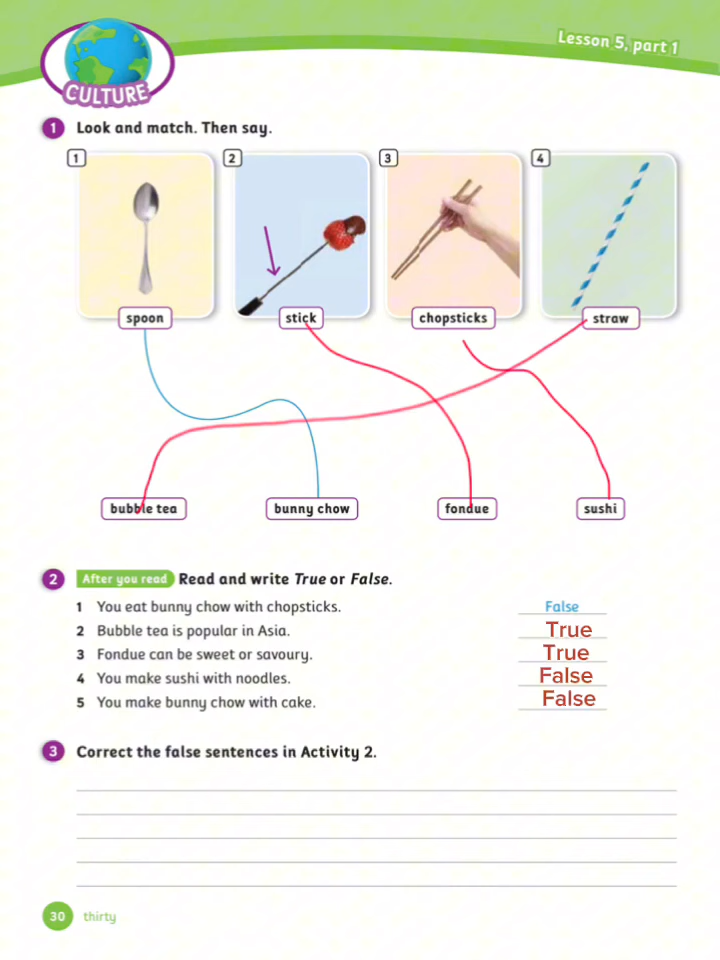 Lesson 5, part 1
CULTURE
1 Look and match. Then say.
1 2 3 4
spoon stick chopsticks straw
bubble tea bunny chow fondue sushi
2 After you read Read and write True or False.
1 You eat bunny chow with chopsticks. False
2 Bubble tea is popular in Asia. True
3 Fondue can be sweet or savoury. True
4 You make sushi with noodles. False
5 You make bunny chow with cake. False
3 Correct the false sentences in Activity 2.
30 thirty